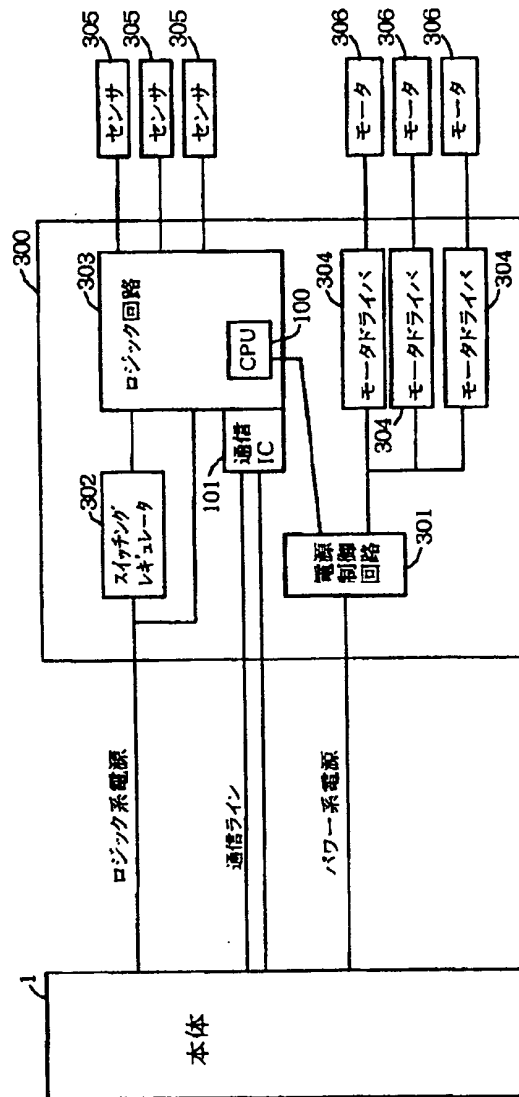 1
本体
ロジック系電源
通信ライン
パワー系電源
300
302
スイッチング
レギュレータ
303
ロジック回路
CPU
100
101
通信
IC
電源
制御
回路
301
304
モータドライバ
304
モータドライバ
モータドライバ
304
センサ
305
センサ
305
センサ
305
モータ
306
モータ
306
モータ
306